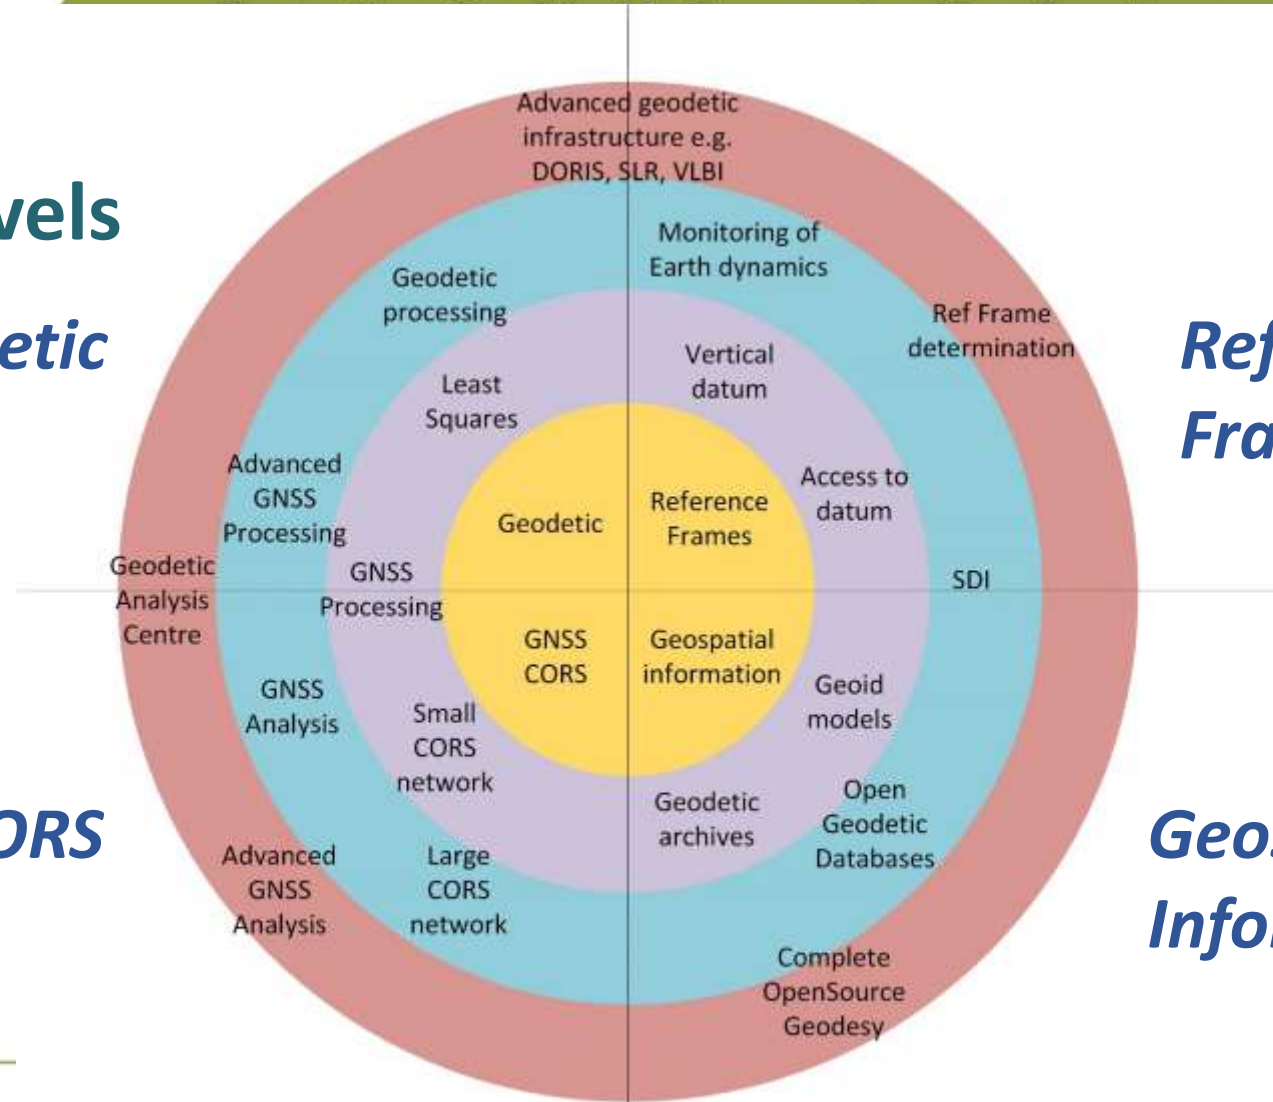 Advanced geodetic
infrastructure e.g.
DORIS, SLR, VLBI
vels
etic
Ref
Fra
ORS
Geos
Infor
Monitoring of
Earth dynamics
Geodetic
processing
Ref Frame
determination
Vertical
datum
Least
Squares
Advanced
GNSS
Processing
Access to
datum
Geodetic
Reference
Frames
Geodetic
Analysis
Centre
GNSS
Processing
SDI
GNSS
CORS
Geospatial
information
GNSS
Analysis
Small
CORS
network
Geoid
models
Geodetic
archives
Open
Geodetic
Databases
Advanced
GNSS
Analysis
Large
CORS
network
Complete
OpenSource
Geodesy